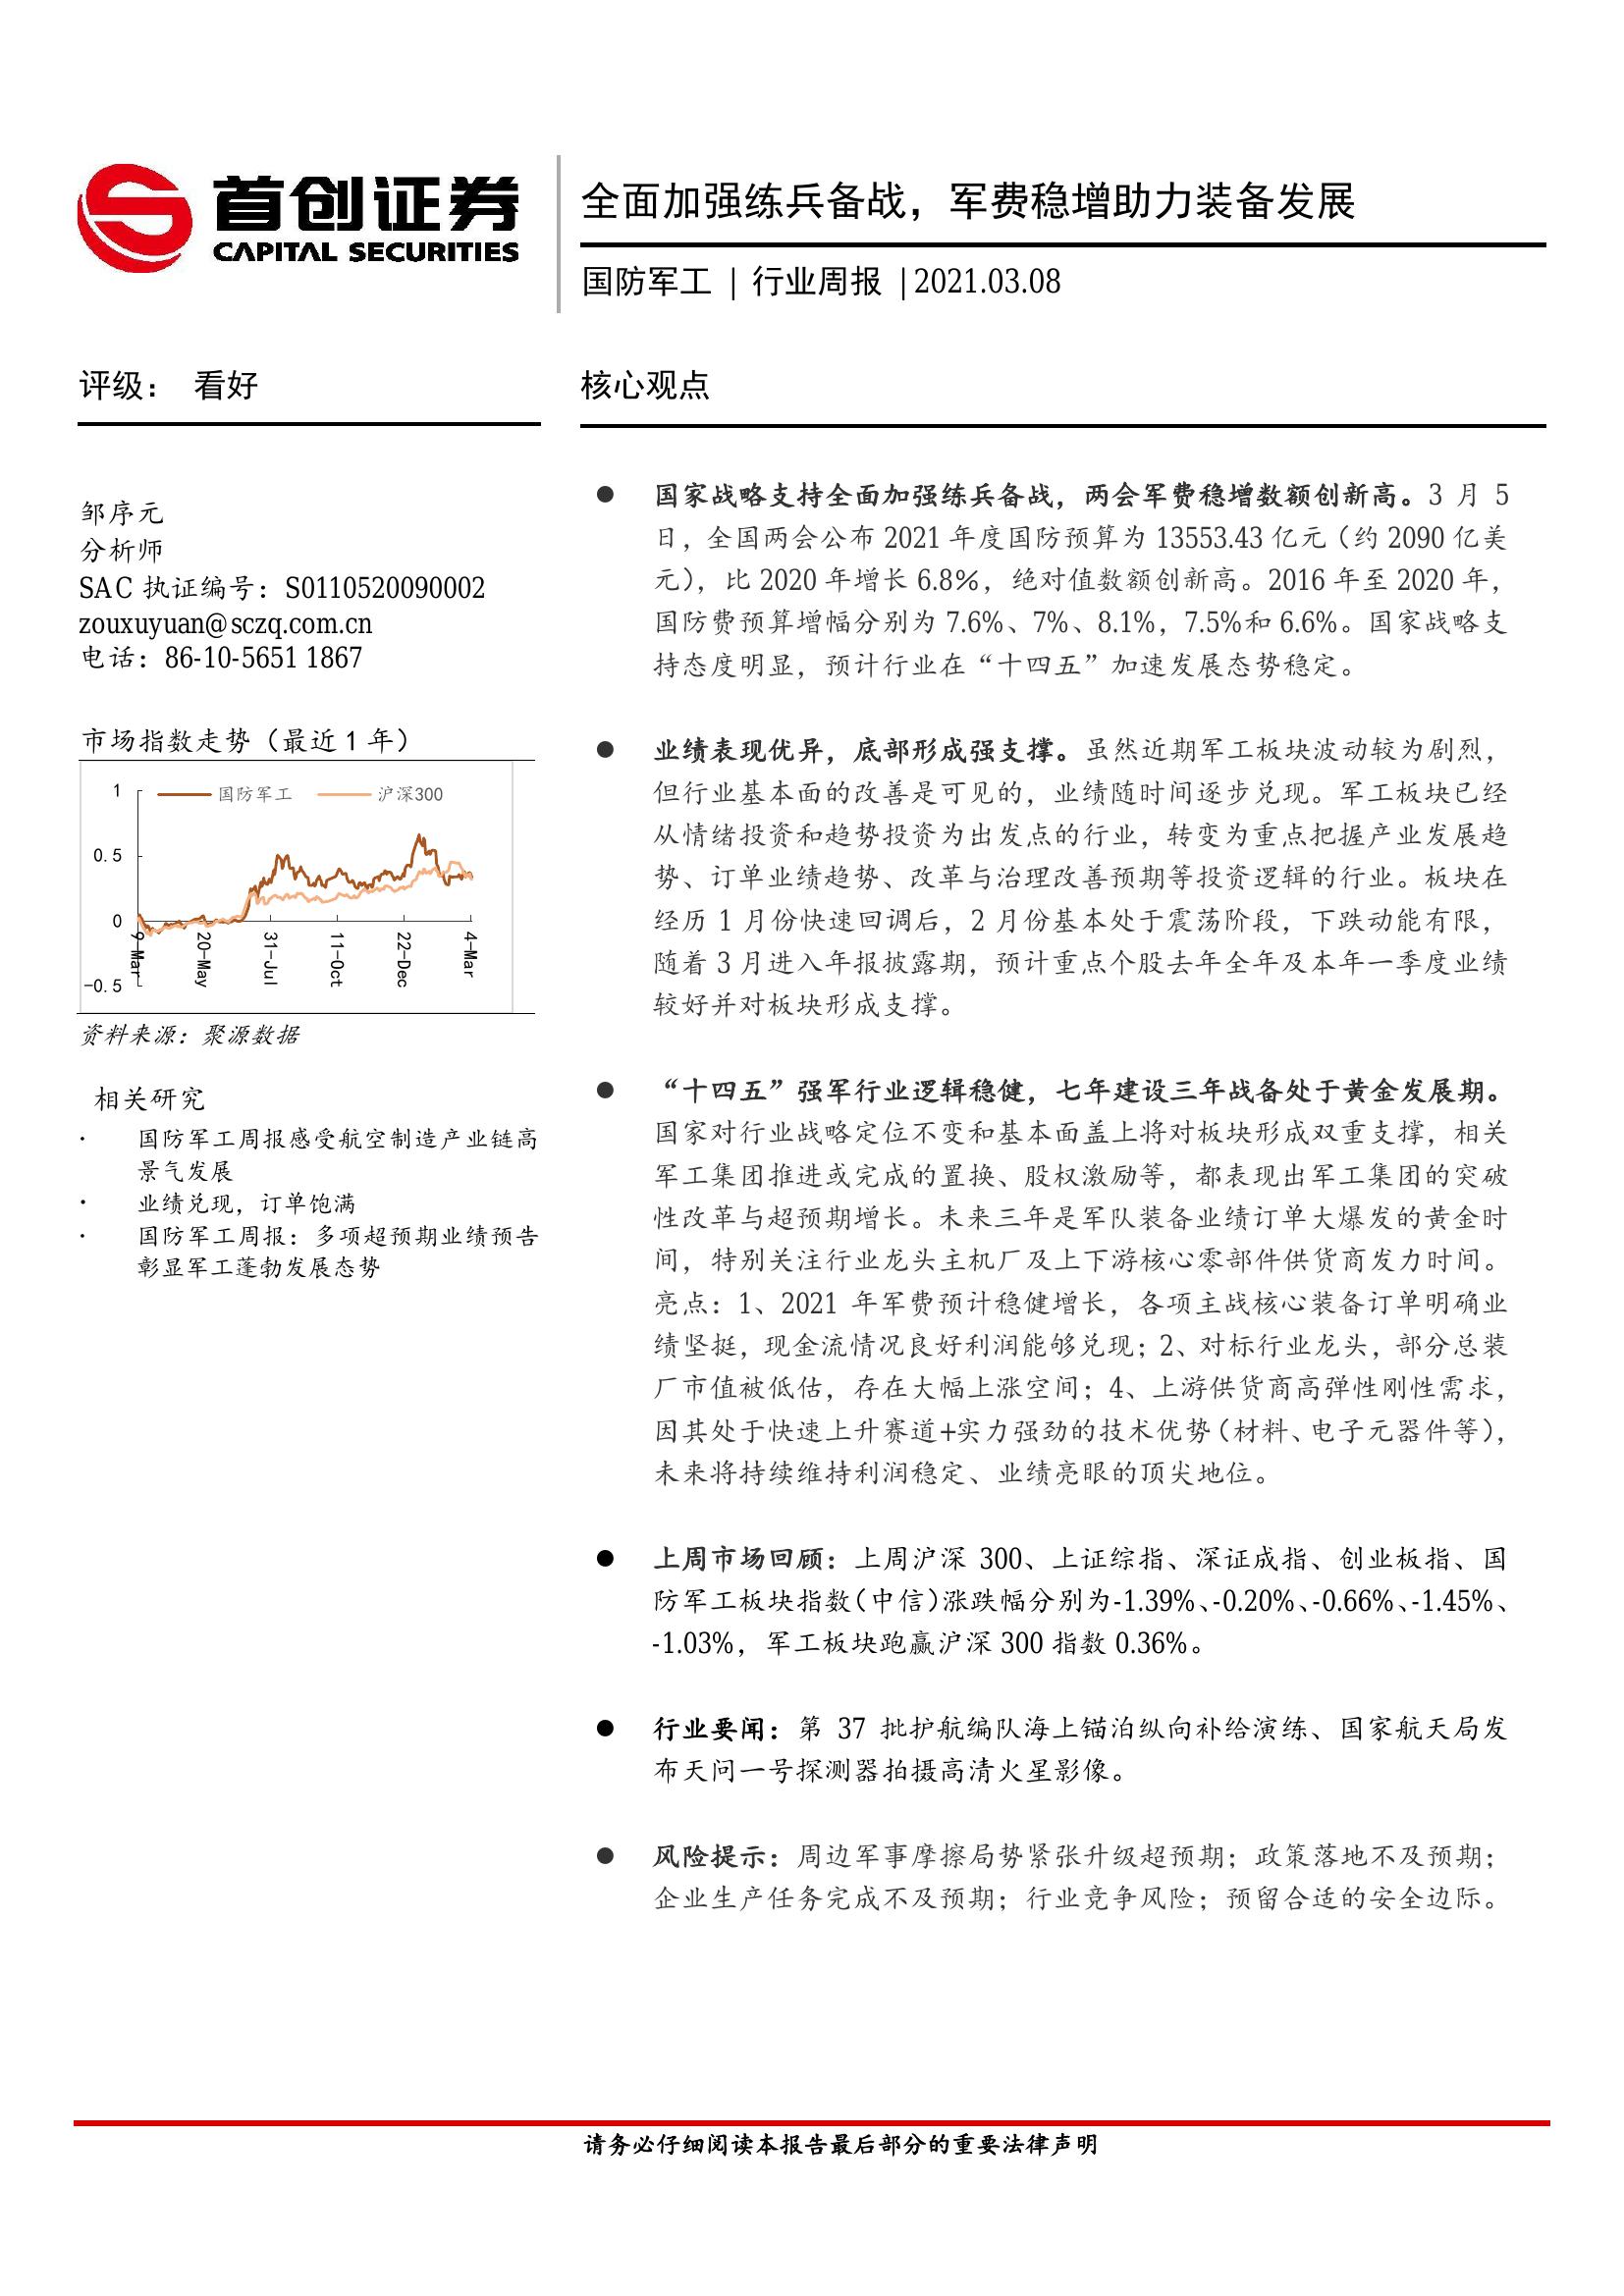 首创证券
CAPITAL SECURITIES
全面加强练兵备战，军费稳增助力装备发展
国防军工 | 行业周报 |2021.03.08
评级： 看好
邹序元
分析师
SAC 执证编号：S0110520090002
zouxuyuan@sczq.com.cn
电话：86-10-5651 1867
市场指数走势（最近 1 年）
国防军工 沪深300
1
0.5
0
-0.5
9-Mar 20-May 31-Jul 11-Oct 22-Dec 4-Mar
资料来源：聚源数据
相关研究
· 国防军工周报感受航空制造产业链高
景气发展
· 业绩兑现，订单饱满
· 国防军工周报：多项超预期业绩预告
彰显军工蓬勃发展态势
核心观点
● 国家战略支持全面加强练兵备战，两会军费稳增数额创新高。3 月 5
日，全国两会公布 2021 年度国防预算为 13553.43 亿元（约 2090 亿美
元），比 2020 年增长 6.8%，绝对值数额创新高。2016 年至 2020 年，
国防费预算增幅分别为 7.6%、7%、8.1%，7.5%和 6.6%。国家战略支
持态度明显，预计行业在“十四五”加速发展态势稳定。
● 业绩表现优异，底部形成强支撑。虽然近期军工板块波动较为剧烈，
但行业基本面的改善是可见的，业绩随时间逐步兑现。军工板块已经
从情绪投资和趋势投资为出发点的行业，转变为重点把握产业发展趋
势、订单业绩趋势、改革与治理改善预期等投资逻辑的行业。板块在
经历 1 月份快速回调后，2 月份基本处于震荡阶段，下跌动能有限，
随着 3 月进入年报披露期，预计重点个股去年全年及本年一季度业绩
较好并对板块形成支撑。
● “十四五”强军行业逻辑稳健，七年建设三年战备处于黄金发展期。
国家对行业战略定位不变和基本面盖上将对板块形成双重支撑，相关
军工集团推进或完成的置换、股权激励等，都表现出军工集团的突破
性改革与超预期增长。未来三年是军队装备业绩订单大爆发的黄金时
间，特别关注行业龙头主机厂及上下游核心零部件供货商发力时间。
亮点：1、2021 年军费预计稳健增长，各项主战核心装备订单明确业
绩坚挺，现金流情况良好利润能够兑现；2、对标行业龙头，部分总装
厂市值被低估，存在大幅上涨空间；4、上游供货商高弹性刚性需求，
因其处于快速上升赛道+实力强劲的技术优势（材料、电子元器件等），
未来将持续维持利润稳定、业绩亮眼的顶尖地位。
● 上周市场回顾：上周沪深 300、上证综指、深证成指、创业板指、国
防军工板块指数（中信）涨跌幅分别为-1.39%、-0.20%、-0.66%、-1.45%、
-1.03%，军工板块跑赢沪深 300 指数 0.36%。
● 行业要闻：第 37 批护航编队海上锚泊纵向补给演练、国家航天局发
布天问一号探测器拍摄高清火星影像。
● 风险提示：周边军事摩擦局势紧张升级超预期；政策落地不及预期；
企业生产任务完成不及预期；行业竞争风险；预留合适的安全边际。
请务必仔细阅读本报告最后部分的重要法律声明